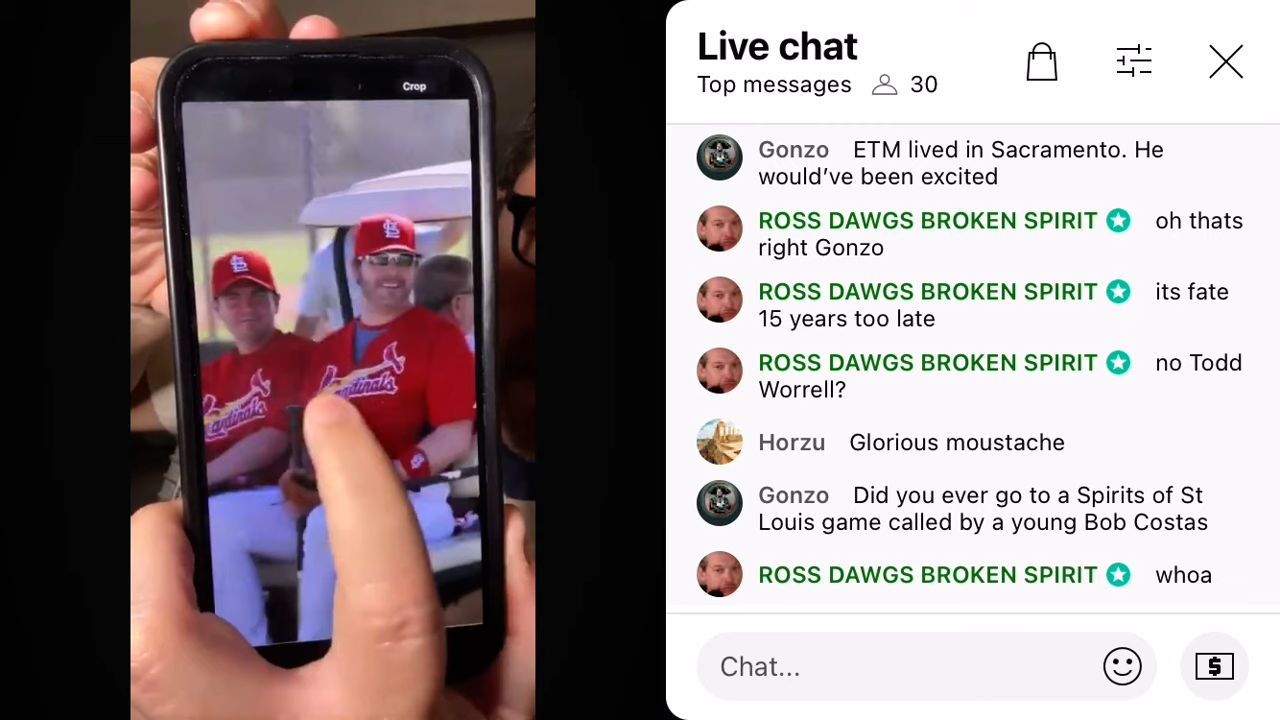 Crop
Cardinals
Cardinals
Live chat
Top messages 30
Gonzo ETM lived in Sacramento. He
would’ve been excited
ROSS DAWGS BROKEN SPIRIT oh thats
right Gonzo
ROSS DAWGS BROKEN SPIRIT its fate
15 years too late
ROSS DAWGS BROKEN SPIRIT no Todd
Worrell?
Horzu Glorious moustache
Gonzo Did you ever go to a Spirits of St
Louis game called by a young Bob Costas
ROSS DAWGS BROKEN SPIRIT whoa
Chat...
$